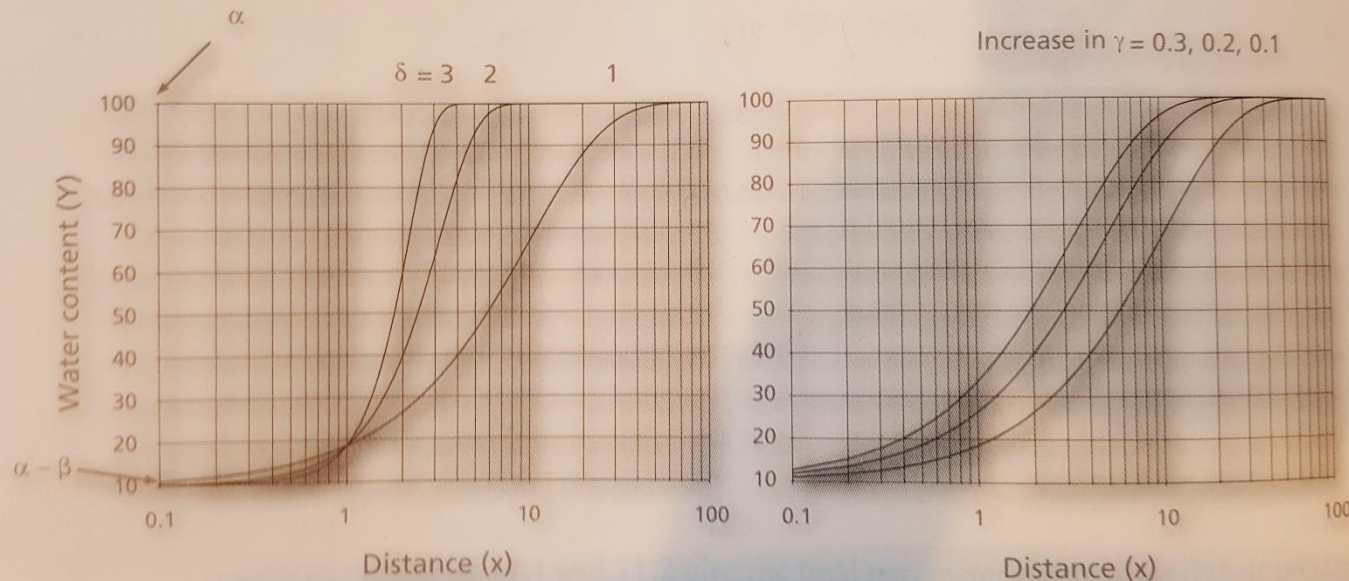 α
δ = 3 2 1
100
90
80
70
60
50
40
30
20
10
Water content (Y)
α – β
0.1 1 10 100
Distance (x)
Increase in γ = 0.3, 0.2, 0.1
100
90
80
70
60
50
40
30
20
10
0.1 1 10 100
Distance (x)